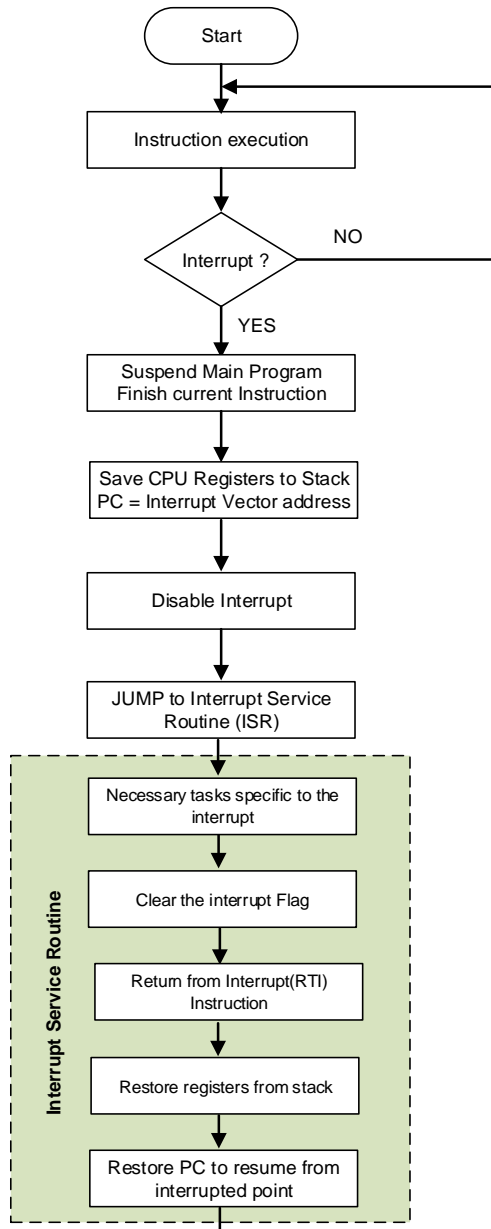 Start
Instruction execution
Interrupt ?
NO
YES
Suspend Main Program
Finish current Instruction
Save CPU Registers to Stack
PC = Interrupt Vector address
Disable Interrupt
JUMP to Interrupt Service
Routine (ISR)
Interrupt Service Routine
Necessary tasks specific to the
interrupt
Clear the interrupt Flag
Return from Interrupt(RTI)
Instruction
Restore registers from stack
Restore PC to resume from
interrupted point